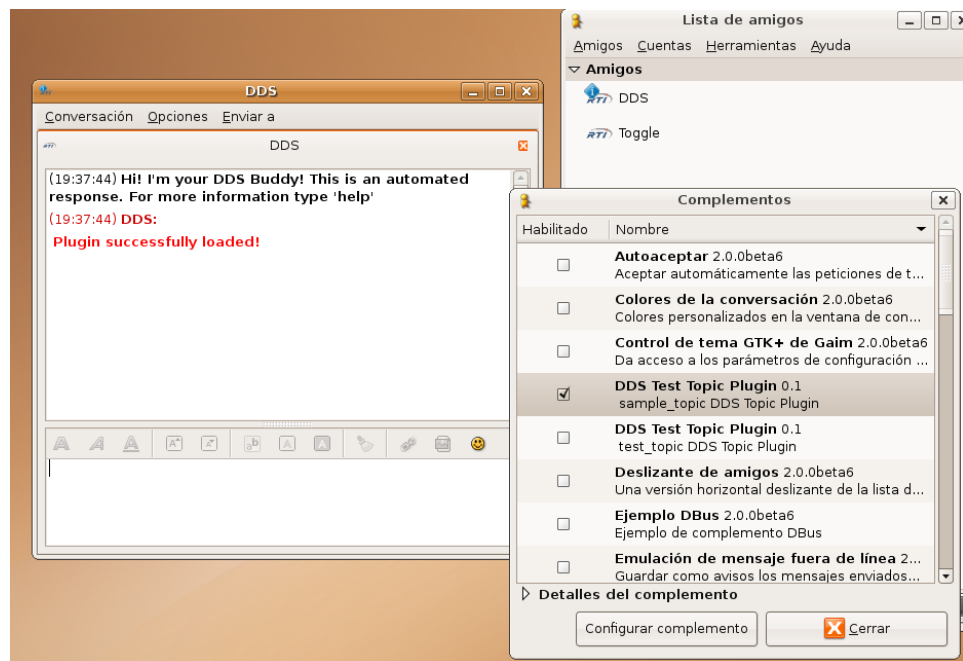 DDS
Conversación Opciones Enviar a
RTI DDS
(19:37:44) Hi! I'm your DDS Buddy! This is an automated
response. For more information type 'help'
(19:37:44) DDS:
Plugin successfully loaded!
A A A A A b a A A
Lista de amigos
Amigos Cuentas Herramientas Ayuda
Amigos
RTI DDS
RTI Toggle
Complementos
Habilitado Nombre
Autoaceptar 2.0.0beta6
Aceptar automáticamente las peticiones de t...
Colores de la conversación 2.0.0beta6
Colores personalizados en la ventana de con...
Control de tema GTK+ de Gaim 2.0.0beta6
Da acceso a los parámetros de configuración ...
DDS Test Topic Plugin 0.1
sample_topic DDS Topic Plugin
DDS Test Topic Plugin 0.1
test_topic DDS Topic Plugin
Deslizante de amigos 2.0.0beta6
Una versión horizontal deslizante de la lista d...
Ejemplo DBus 2.0.0beta6
Ejemplo de complemento DBus
Emulación de mensaje fuera de línea 2...
Guardar como avisos los mensajes enviados...
Detalles del complemento
Configurar complemento Cerrar